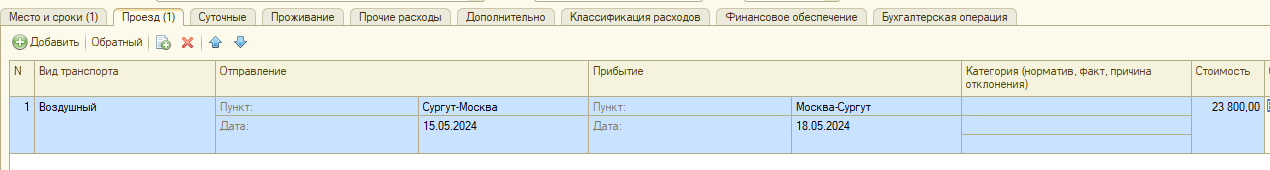 Место и сроки (1) Проезд (1) Суточные Проживание Прочие расходы Дополнительно Классификация расходов Финансовое обеспечение Бухгалтерская операция
Добавить Обратный
N Вид транспорта Отправление Прибытие Категория (норматив, факт, причина отклонения) Стоимость
1 Воздушный Пункт: Сургут-Москва Пункт: Москва-Сургут 23 800,00
Дата: 15.05.2024 Дата: 18.05.2024